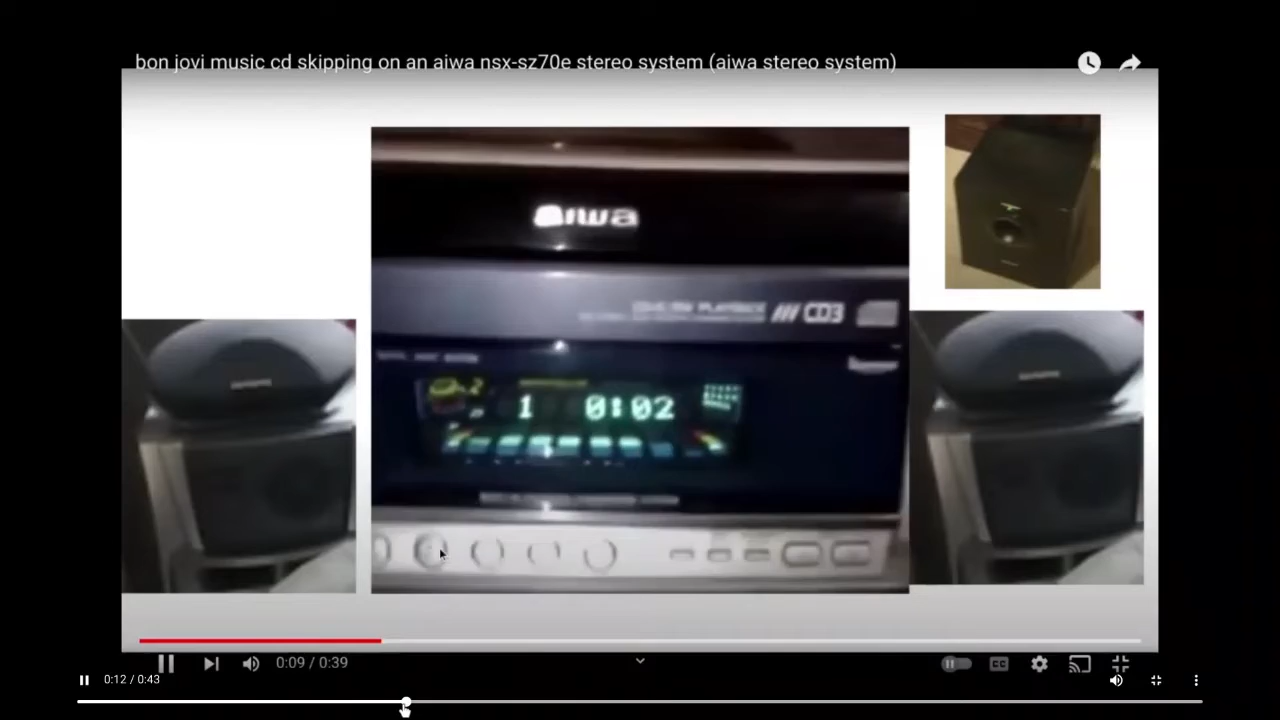 bon jovi music cd skipping on an aiwa nsx-sz70e stereo system (aiwa stereo system)
aiwa
CD3
1 0:02
0:09 / 0:39
CC
0:12 / 0:43